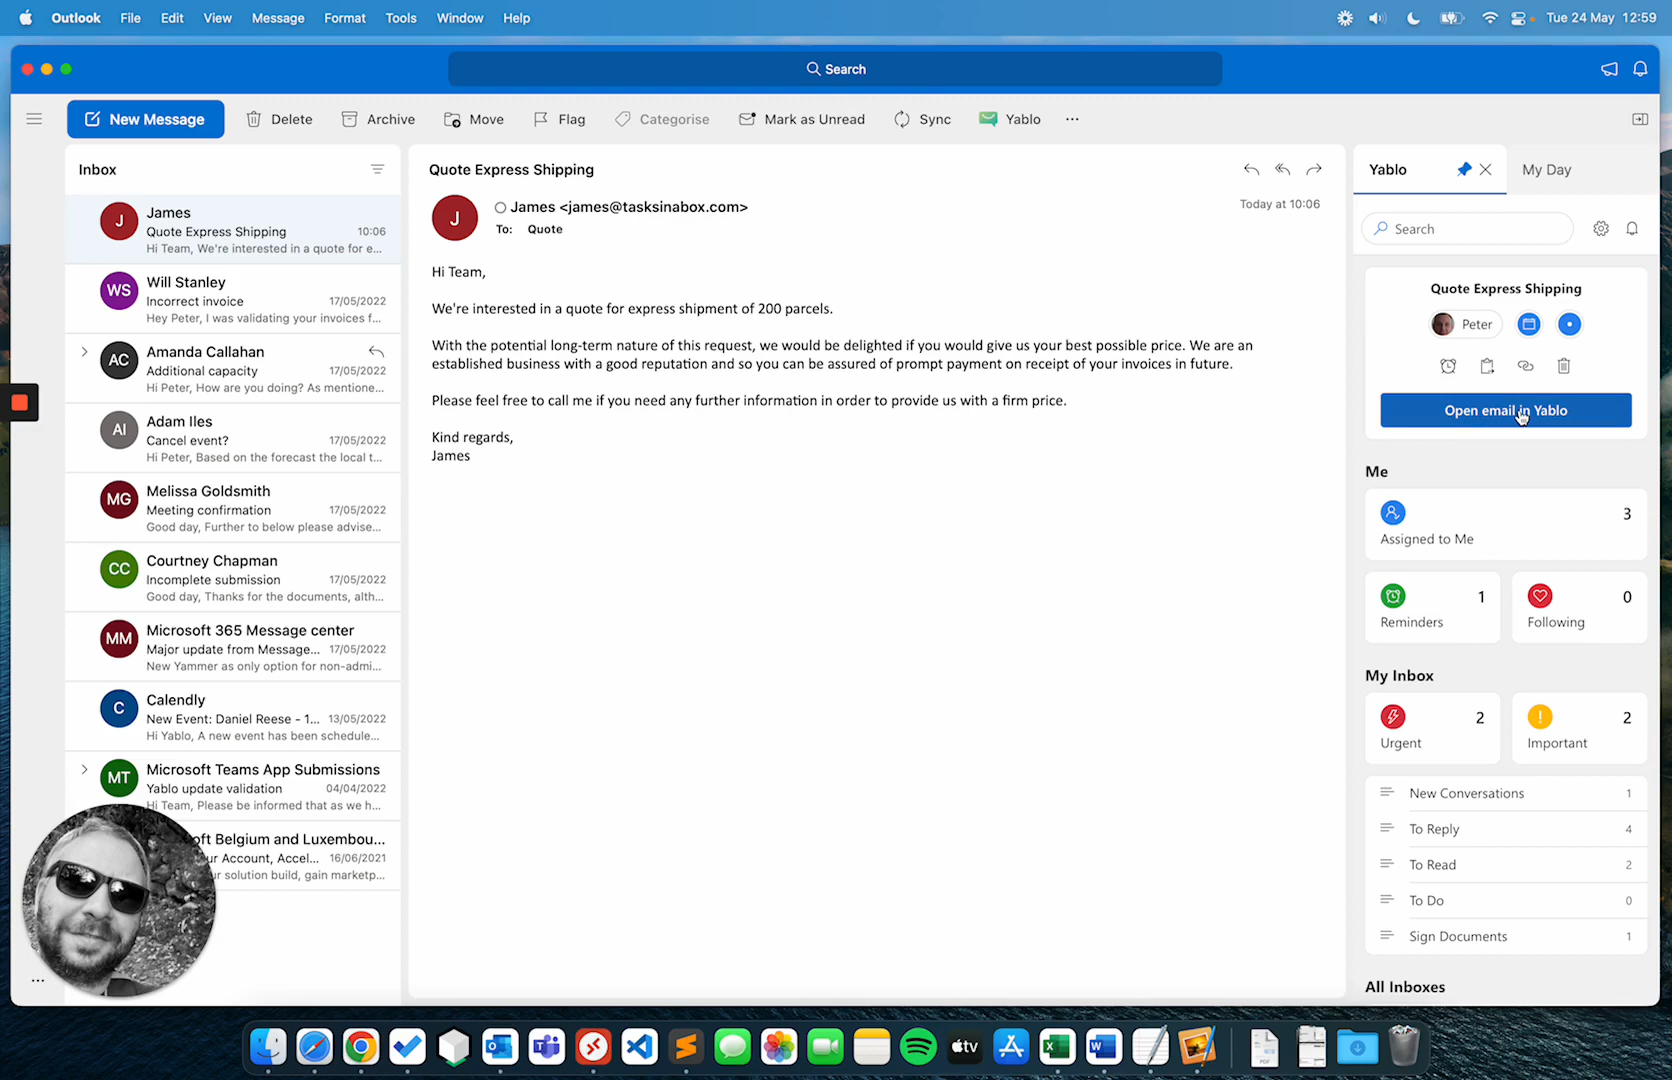 Outlook File Edit View Message Format Tools Window Help Tue 24 May 12:59
Search
New Message Delete Archive Move Flag Categorise Mark as Unread Sync Yablo ...
Inbox
J
James
Quote Express Shipping 10:06
Hi Team, We're interested in a quote for e...
WS
Will Stanley
Incorrect invoice 17/05/2022
Hey Peter, I was validating your invoices f...
AC
Amanda Callahan
Additional capacity 17/05/2022
Hi Peter, How are you doing? As mentione...
AI
Adam Iles
Cancel event? 17/05/2022
Hi Peter, Based on the forecast the local t...
MG
Melissa Goldsmith
Meeting confirmation 17/05/2022
Good day, Further to below please advise...
CC
Courtney Chapman
Incomplete submission 17/05/2022
Good day, Thanks for the documents, alth...
MM
Microsoft 365 Message center
Major update from Message... 17/05/2022
New Yammer as only option for non-admi...
C
Calendly
New Event: Daniel Reese - 1... 13/05/2022
Hi Yablo, A new event has been schedule...
MT
Microsoft Teams App Submissions
Yablo update validation 04/04/2022
Hi Team, Please be informed that as we h...
oft Belgium and Luxembou...
ur Account, Accel... 16/06/2021
ur solution build, gain marketp...
...
Quote Express Shipping
J
James <james@tasksinabox.com>
Today at 10:06
To: Quote
Hi Team,
We're interested in a quote for express shipment of 200 parcels.
With the potential long-term nature of this request, we would be delighted if you would give us your best possible price. We are an
established business with a good reputation and so you can be assured of prompt payment on receipt of your invoices in future.
Please feel free to call me if you need any further information in order to provide us with a firm price.
Kind regards,
James
Yablo My Day
Search
Quote Express Shipping
Peter
Open email in Yablo
Me
3
Assigned to Me
1
Reminders
0
Following
My Inbox
2
Urgent
2
Important
New Conversations 1
To Reply 4
To Read 2
To Do 0
Sign Documents 1
All Inboxes
tv
PDF